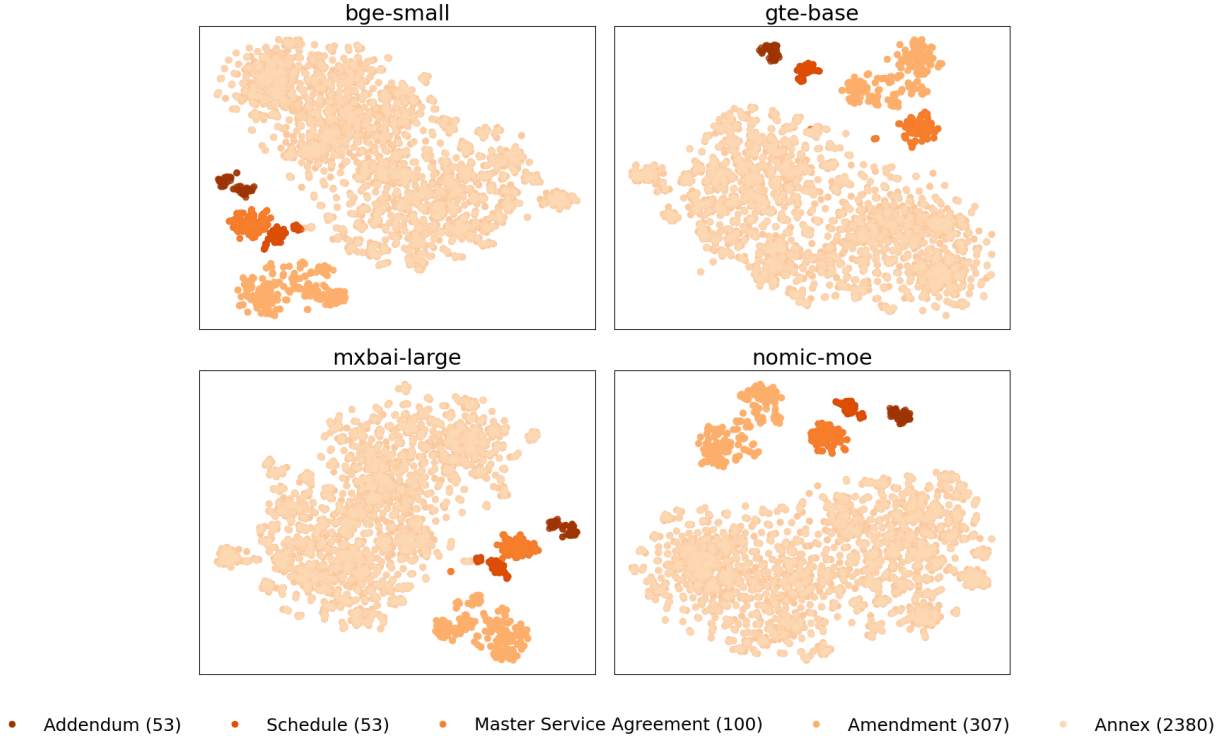 bge-small
gte-base
mxbai-large
nomic-moe
Addendum (53)
Schedule (53)
Master Service Agreement (100)
Amendment (307)
Annex (2380)